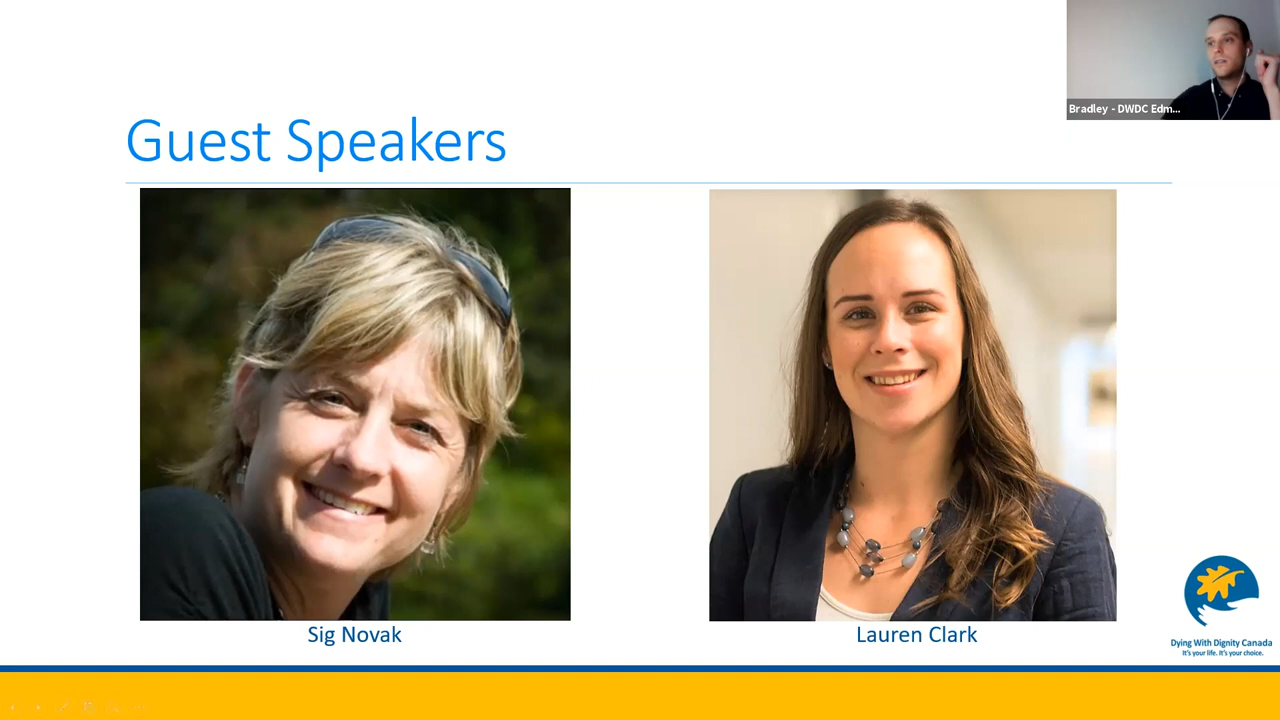 Bradley - DWDC Edm...
Guest Speakers
Sig Novak
Lauren Clark
Dying With Dignity Canada
It's your life. It's your choice.